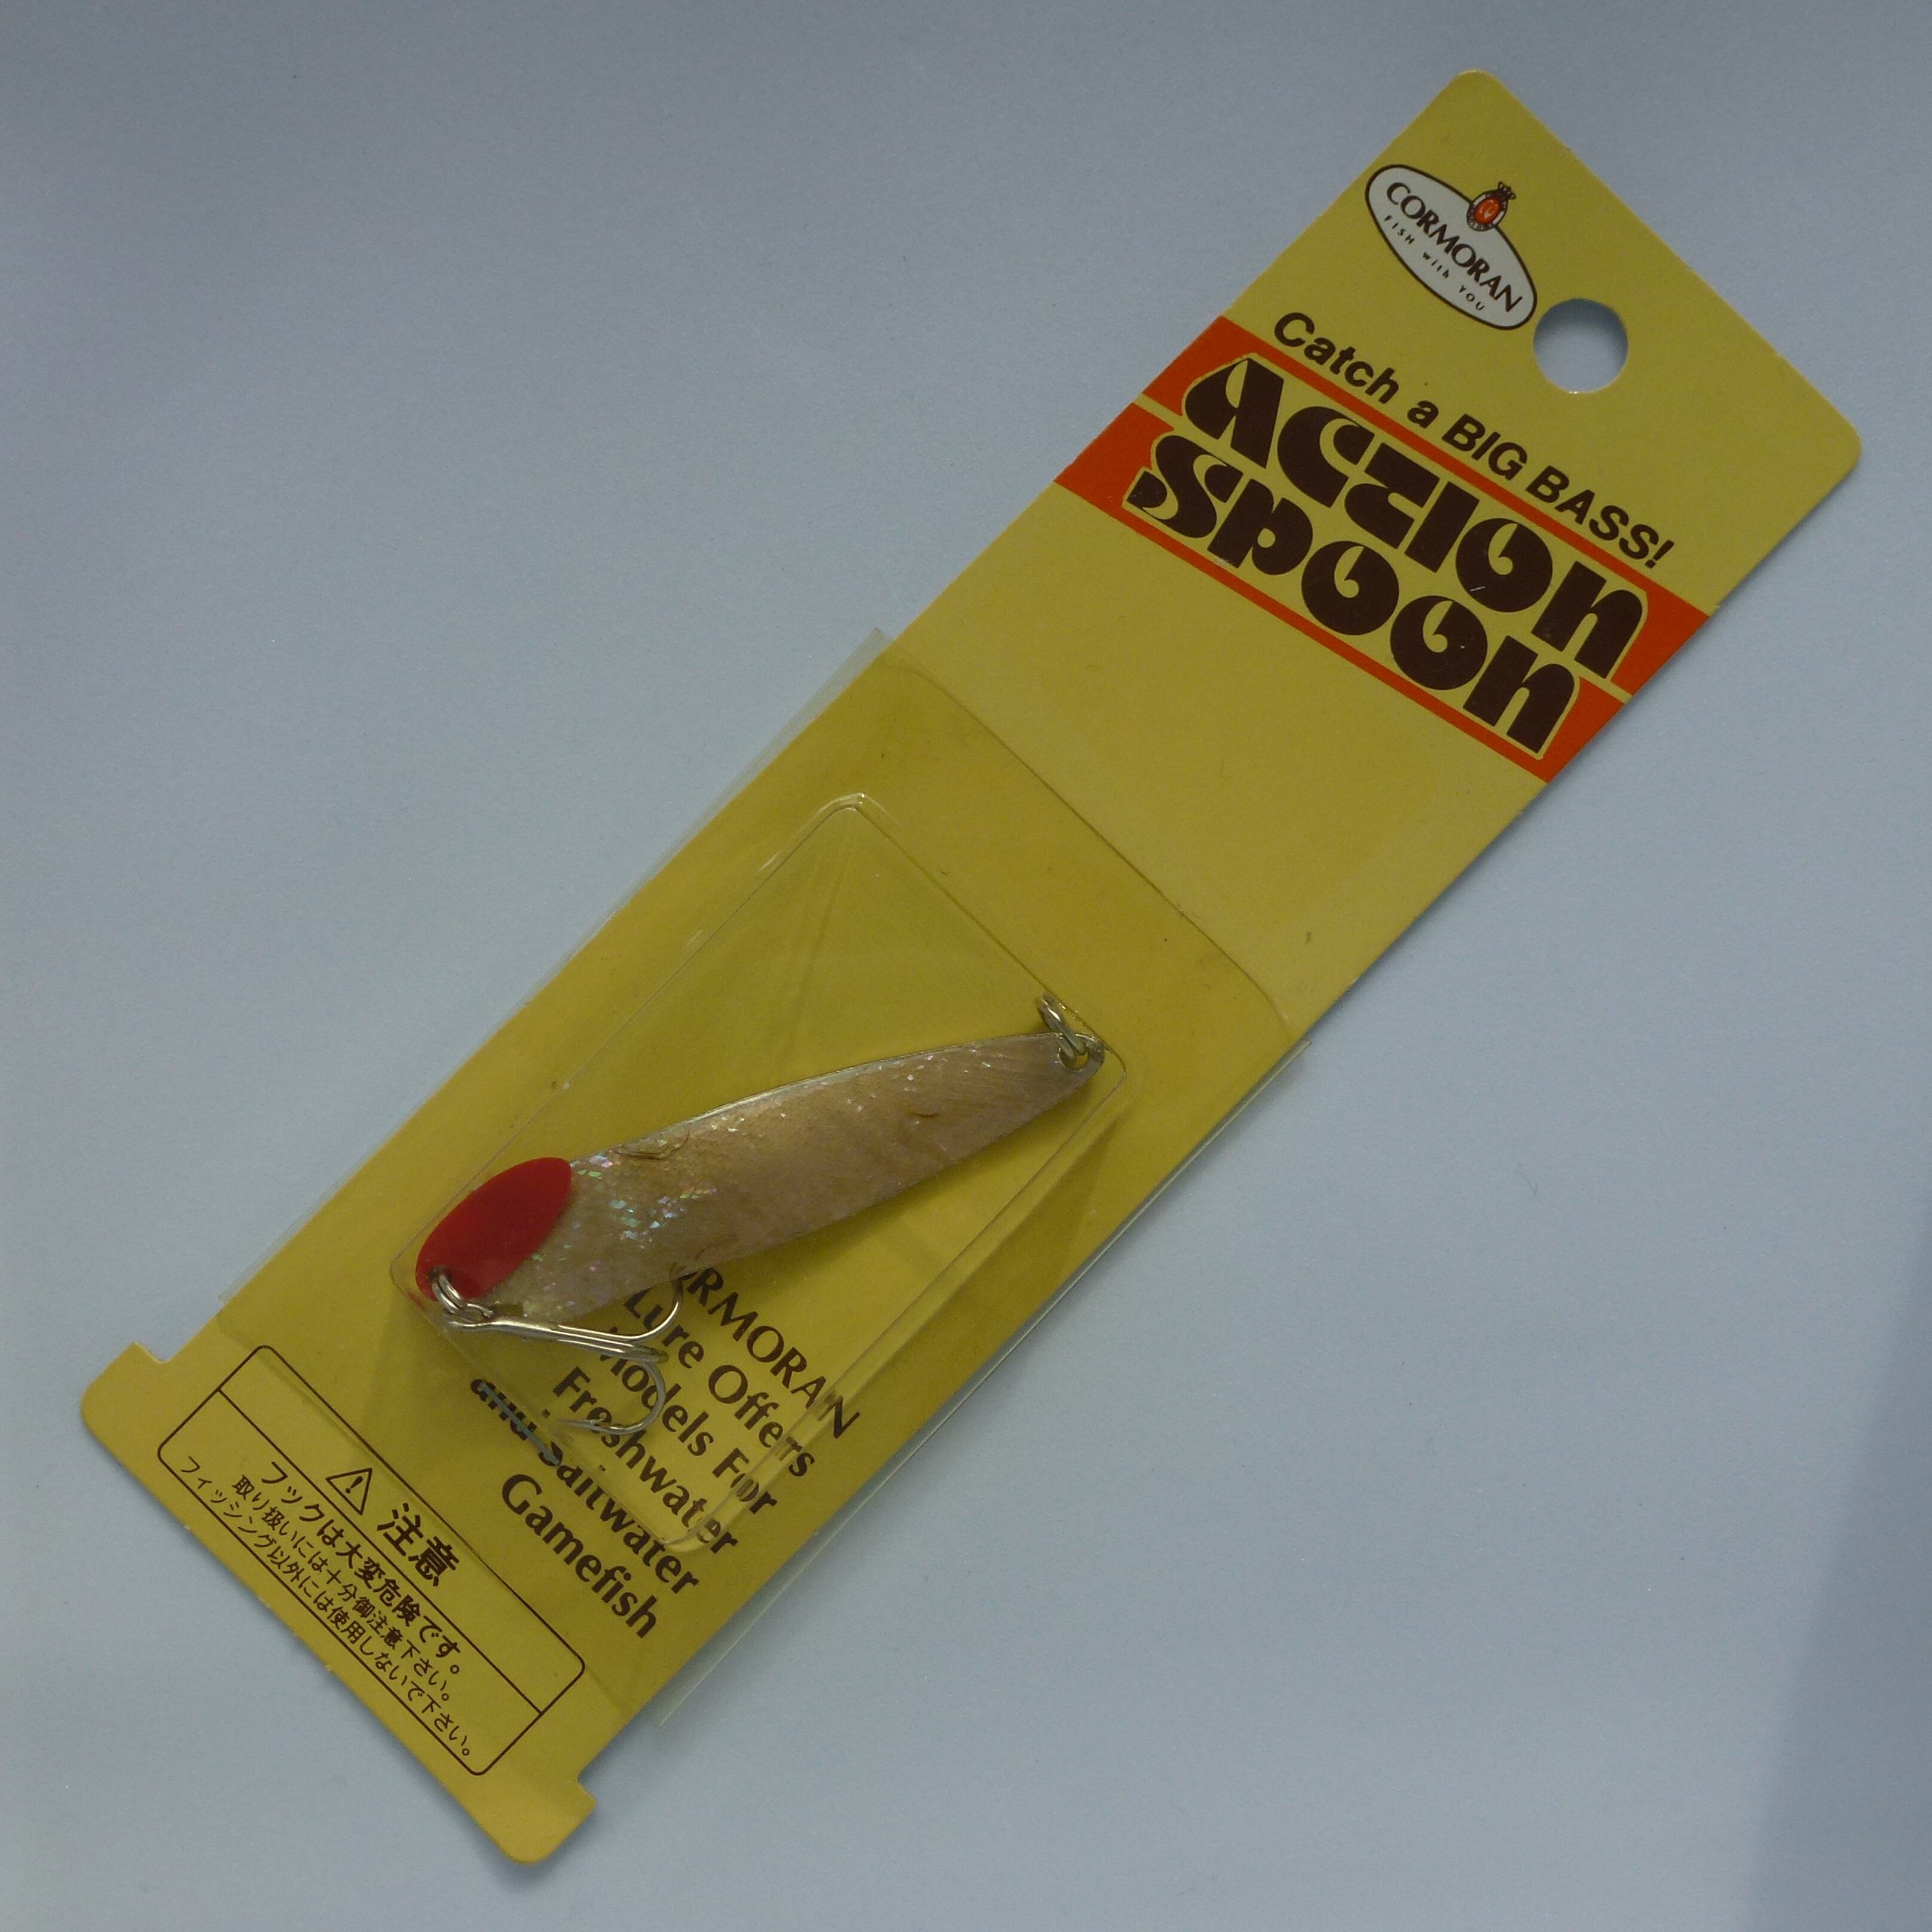 CORMORAN
FISH with YOU
Catch a BIG BASS!
ACTION
SPOON
RMORAN
Lure Offers
Models For
Freshwater
and Saltwater
Gamefish
注意
フックは大変危険です。
取り扱いには十分御注意下さい。
フィッシング以外には使用しないで下さい。